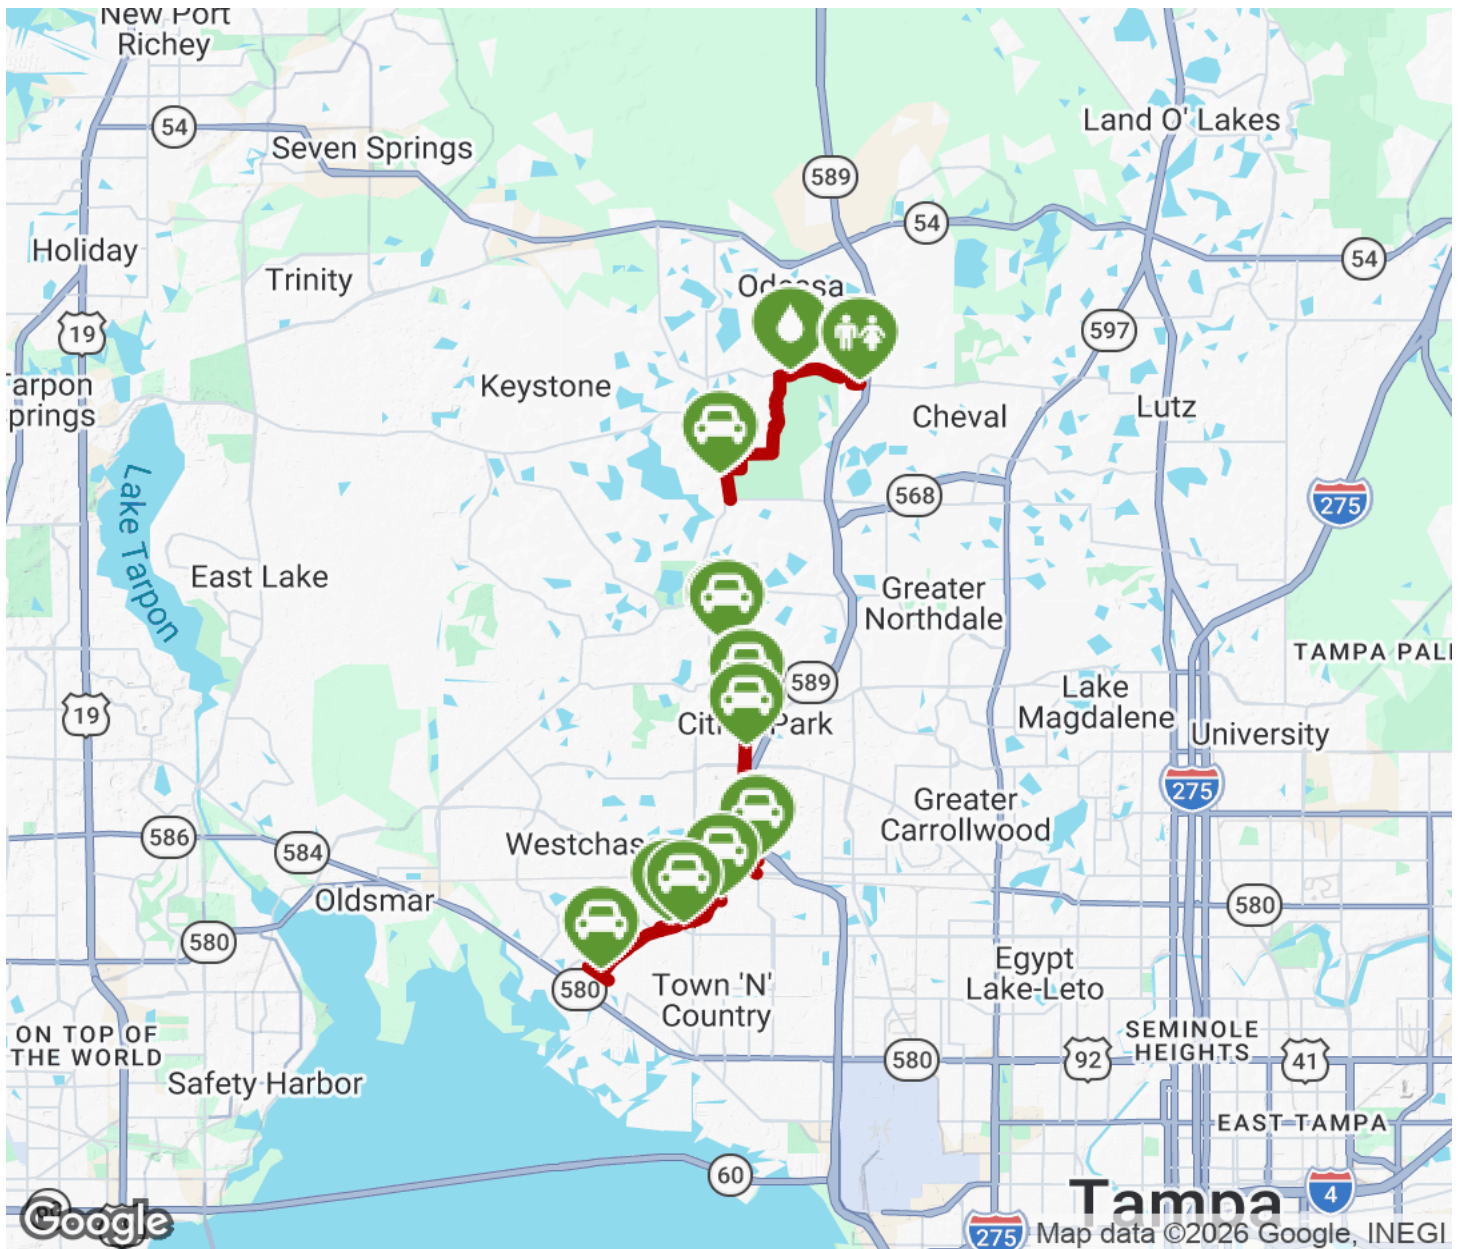 New Port
Richey
Land O' Lakes
54
Seven Springs
589
54
Holiday
54
Trinity
19
597
Keystone
Cheval
Lutz
Lake Tarpon
568
275
East Lake
Greater
Northdale
TAMPA PAL
589
19
Lake
Magdalene
Park
University
275
Greater
Carrollwood
586
584
Westchas
Oldsmar
580
580
580
Town 'N'
Country
Egypt
Lake-Leto
ON TOP OF
THE WORLD
SEMINOLE
HEIGHTS
580
92
41
Safety Harbor
EAST TAMPA
60
Tampa
4
Google
275
Map data ©2026 Google, INEGI